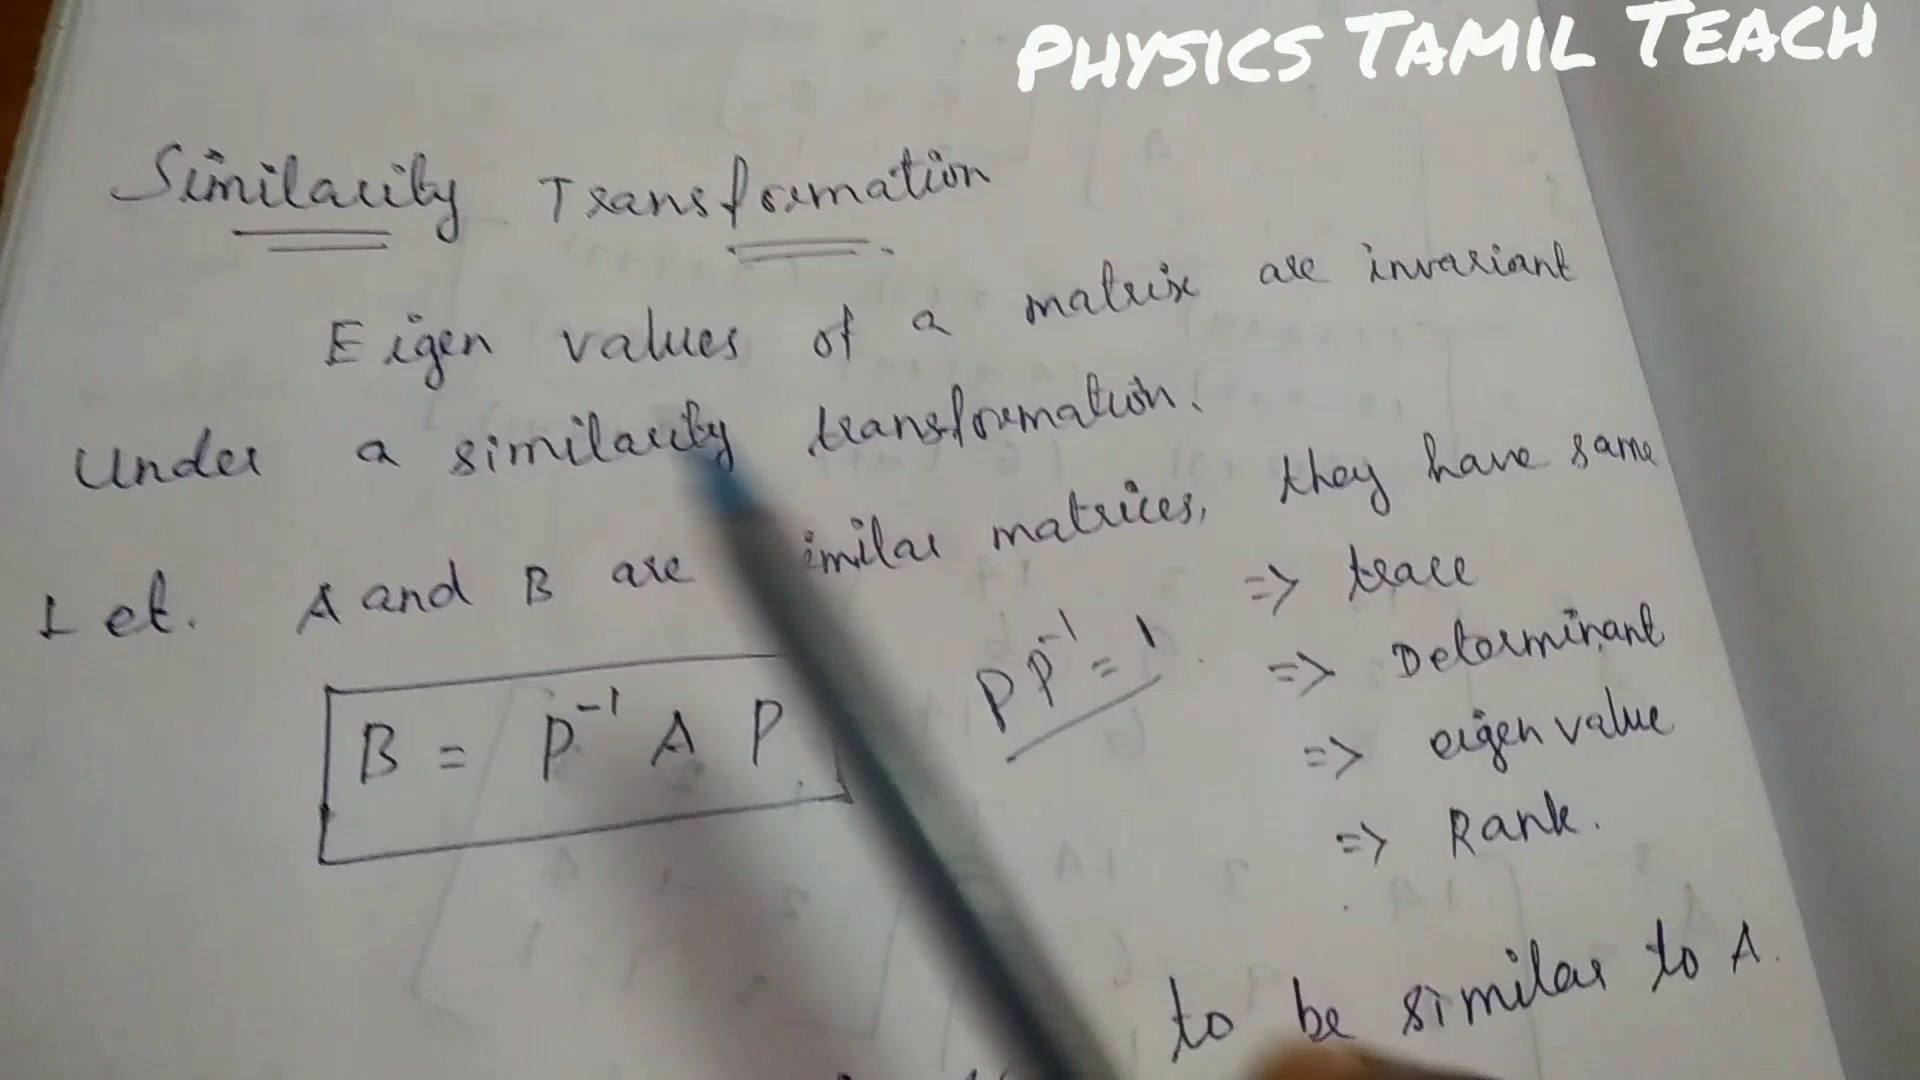 PHYSICS TAMIL TEACH
Similarity Transformation
Eigen values of a matrix are invariant
Under a similarity transformation.
Let. A and B are imilar matrices, they have same
=> trace
=> Determinant
=> eigen value
=> Rank.
B = P⁻¹ A P
PP⁻¹ = 1
to be similar to A.